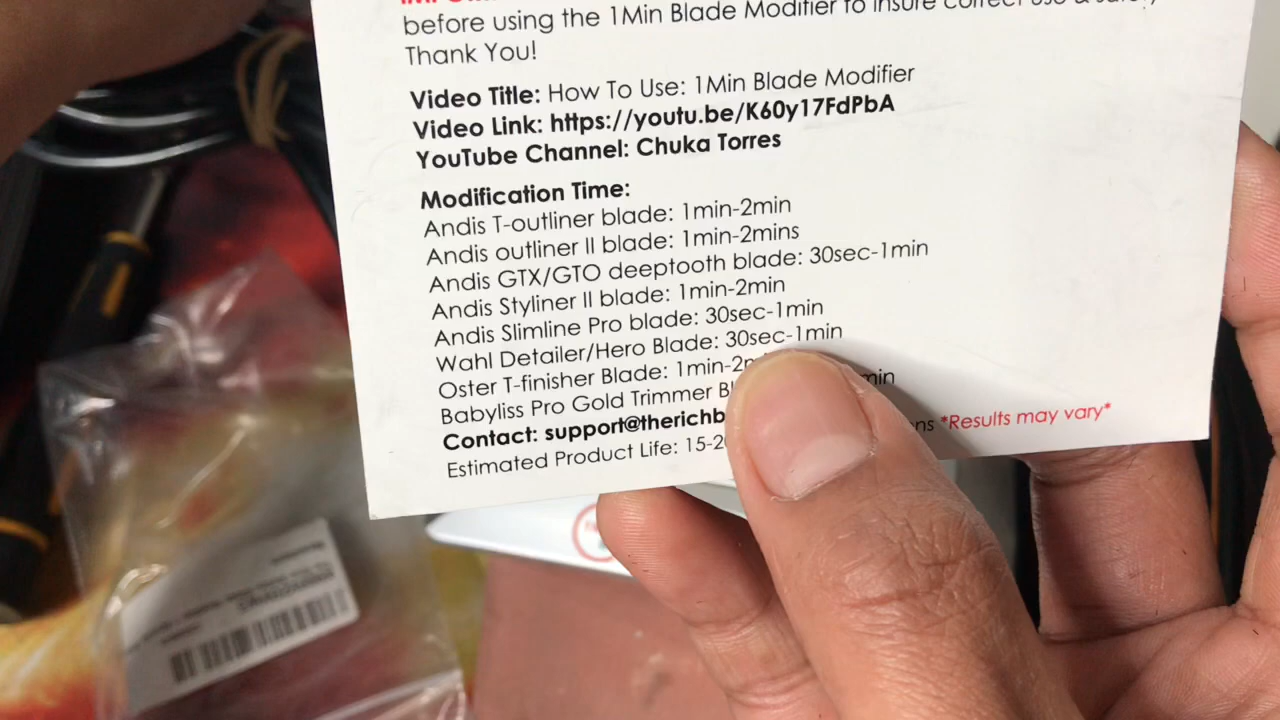 before using the 1Min Blade Modifier to insure correct use & safety
Thank You!
Video Title: How To Use: 1Min Blade Modifier
Video Link: https://youtu.be/K60y17FdPbA
YouTube Channel: Chuka Torres
Modification Time:
Andis T-outliner blade: 1min-2min
Andis outliner II blade: 1min-2mins
Andis GTX/GTO deeptooth blade: 30sec-1min
Andis Styliner II blade: 1min-2min
Andis Slimline Pro blade: 30sec-1min
Wahl Detailer/Hero Blade: 30sec-1min
Oster T-finisher Blade:
Babyliss Pro Gold Trimmer
Contact:
Estimated Product Life: *Results may vary*